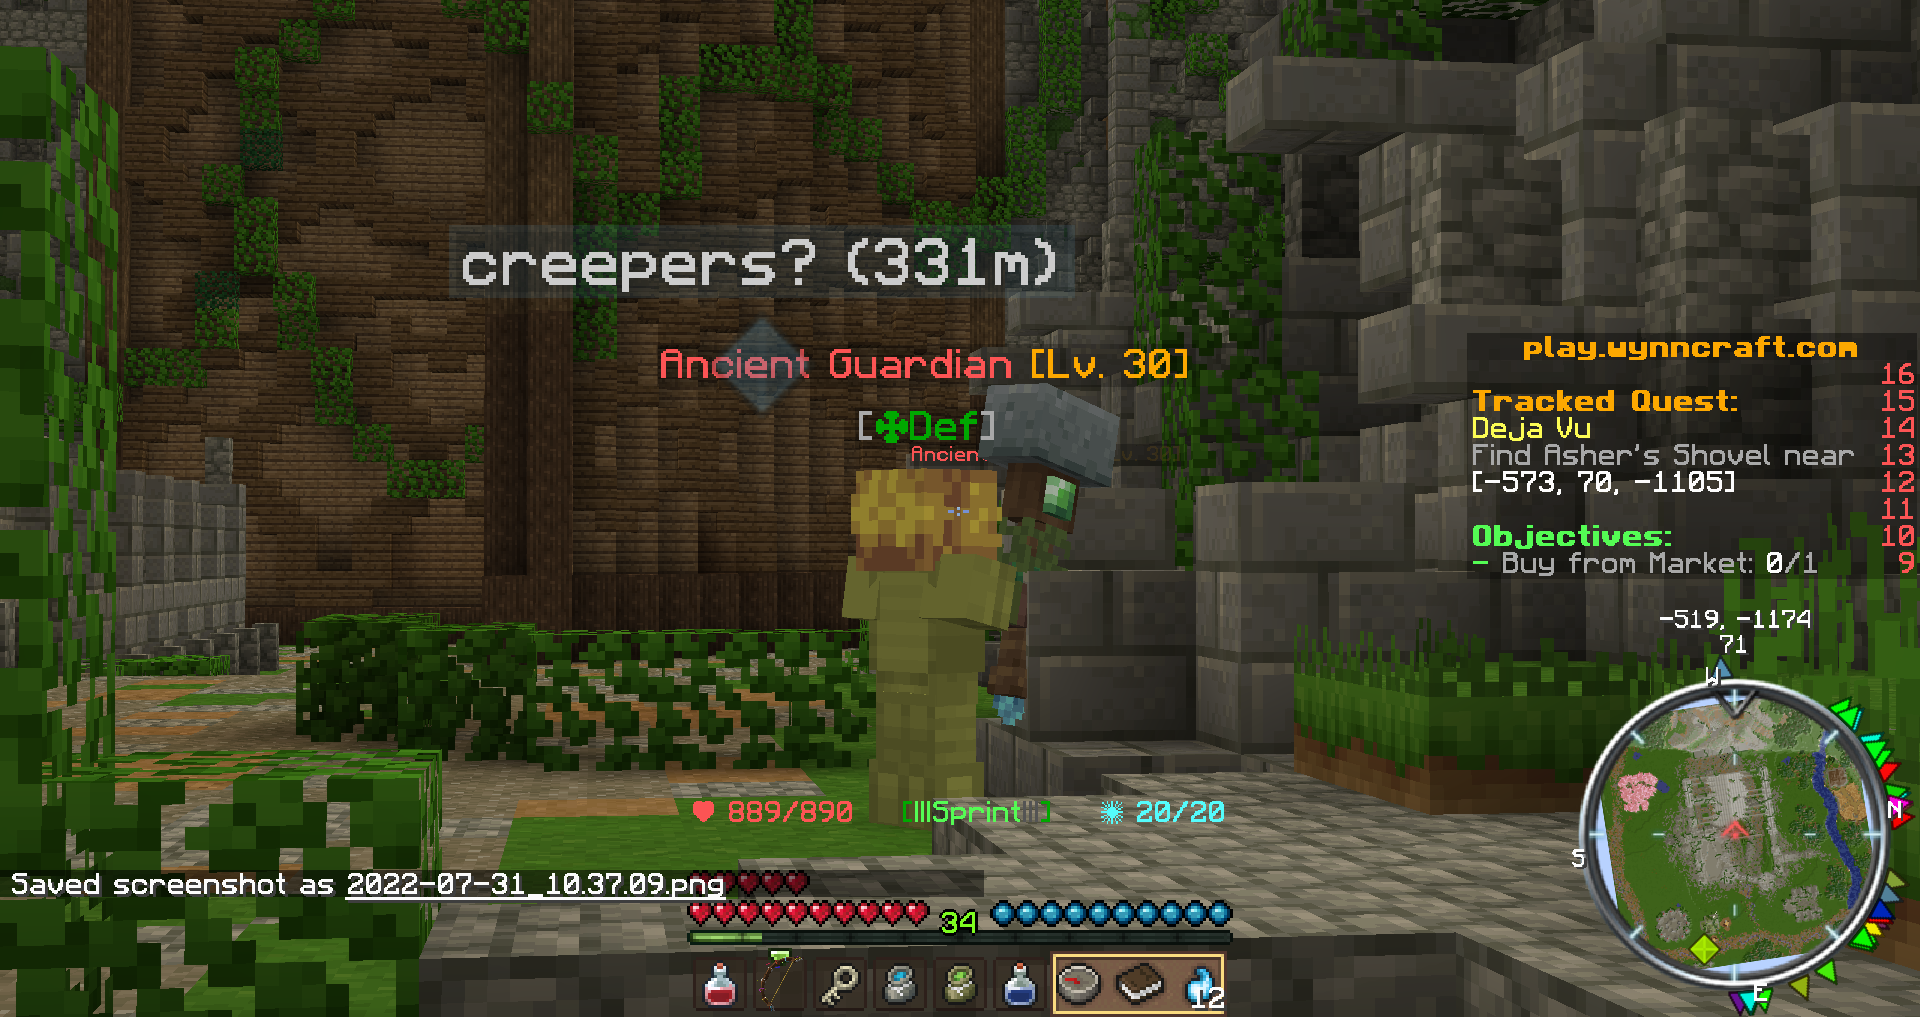 creepers? (331m)
Ancient Guardian [Lv. 30]
[✤Def]
Ancien
play.wynncraft.com
16
Tracked Quest: 15
Deja Vu 14
Find Asher's Shovel near 13
[-573, 70, -1105] 12
11
Objectives: 10
- Buy from Market: 0/1 9
-519, -1174
71
W
N
S
E
889/890 [|||Sprint||] 20/20
Saved screenshot as 2022-07-31_10.37.09.png
34
12